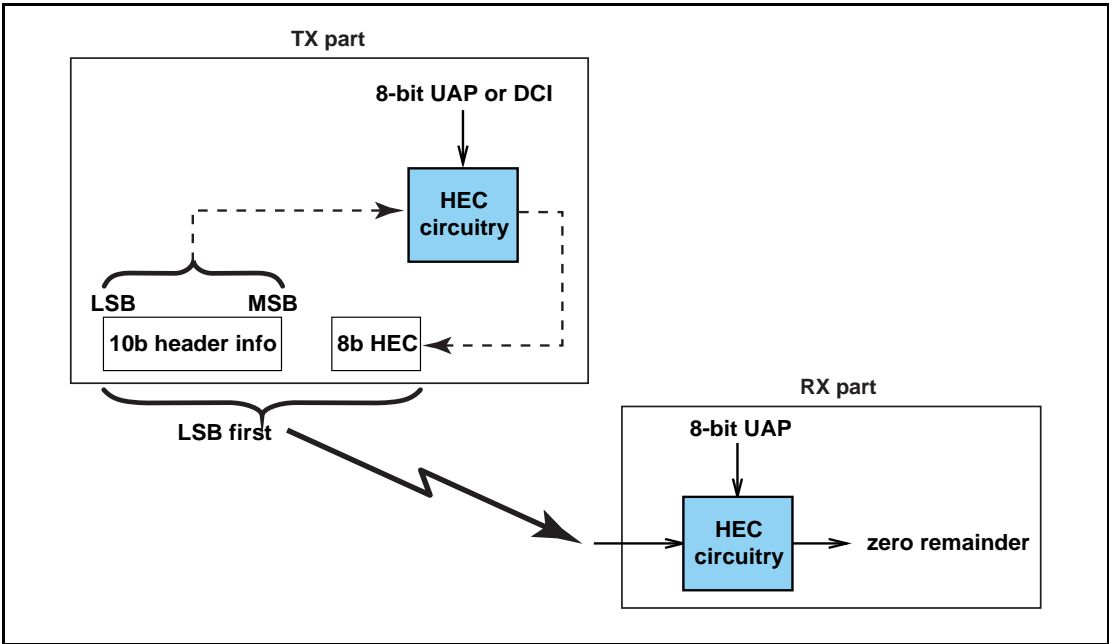 TX part
8-bit UAP or DCI
HEC
circuitry
LSB
MSB
10b header info
8b HEC
LSB first
RX part
8-bit UAP
HEC
circuitry
zero remainder